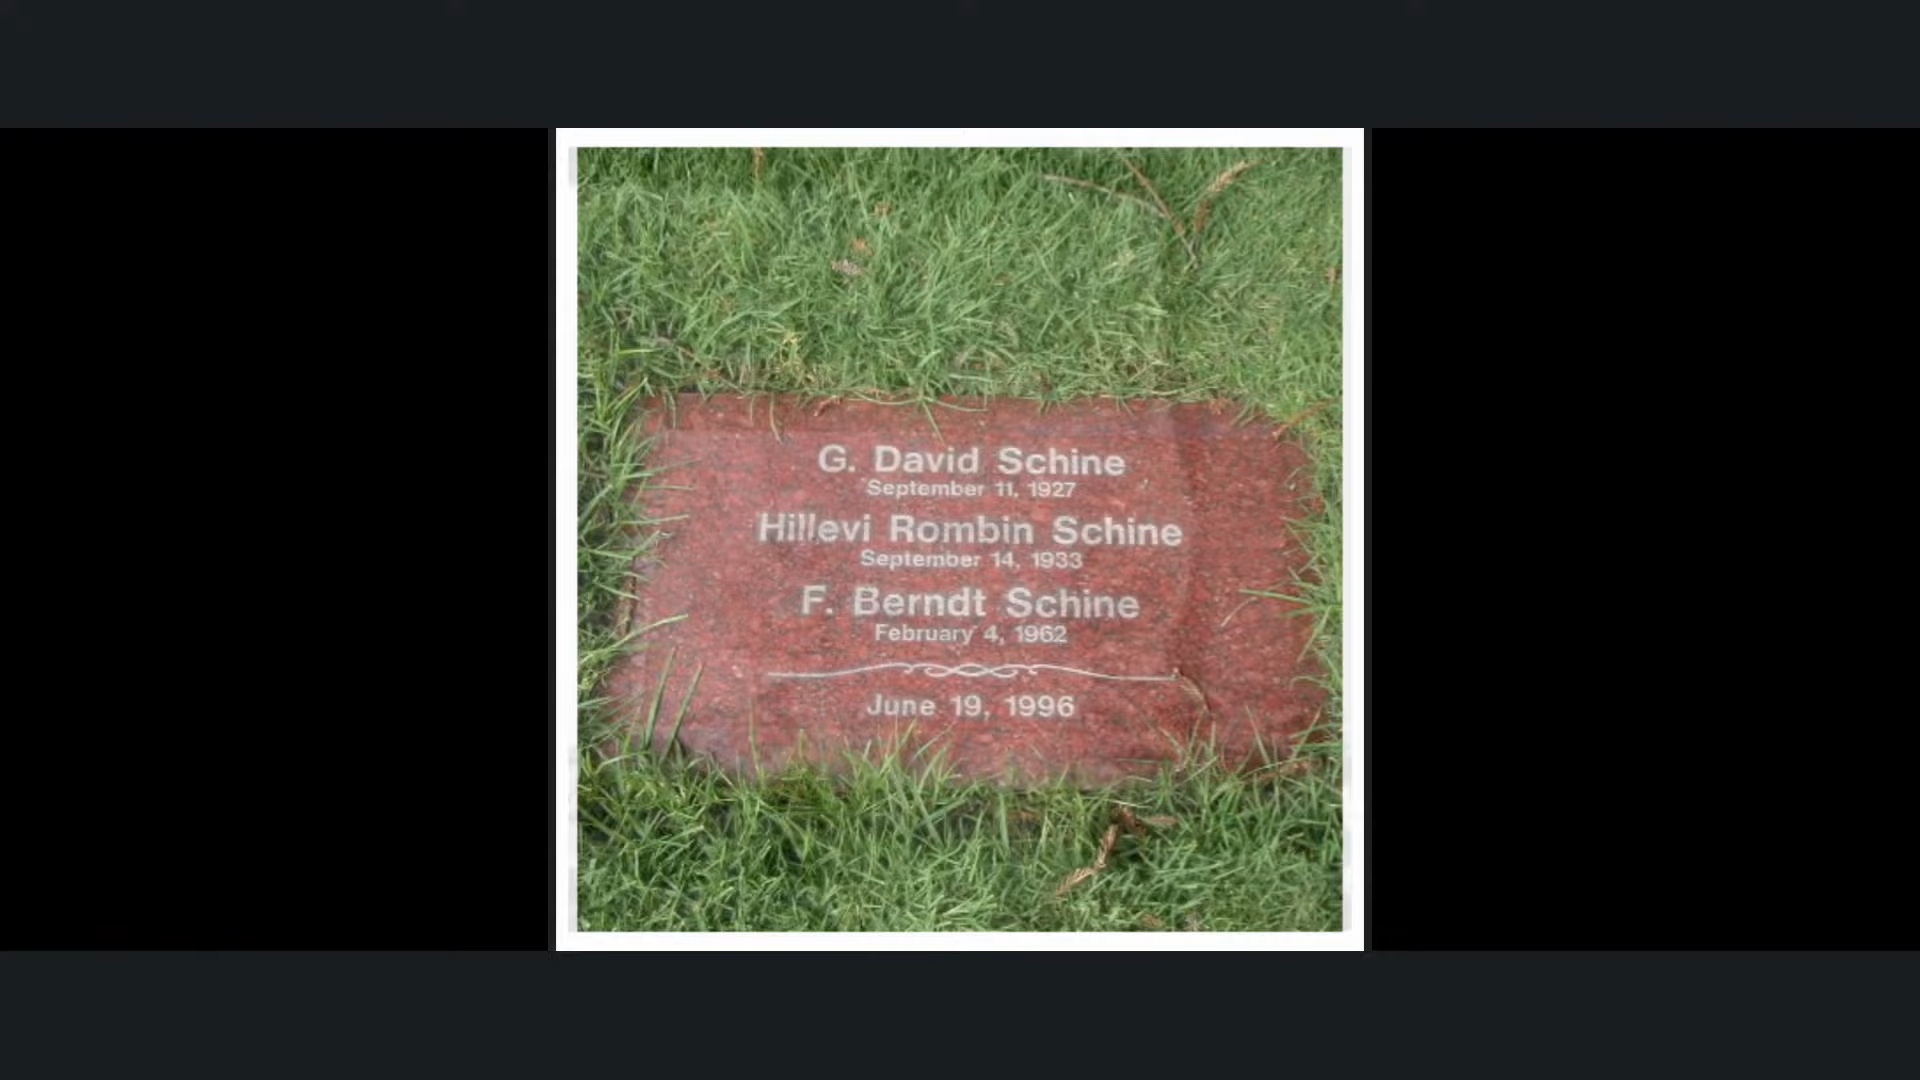 G. David Schine
September 11, 1927
Hillevi Rombin Schine
September 14, 1933
F. Berndt Schine
February 4, 1962
June 19, 1996